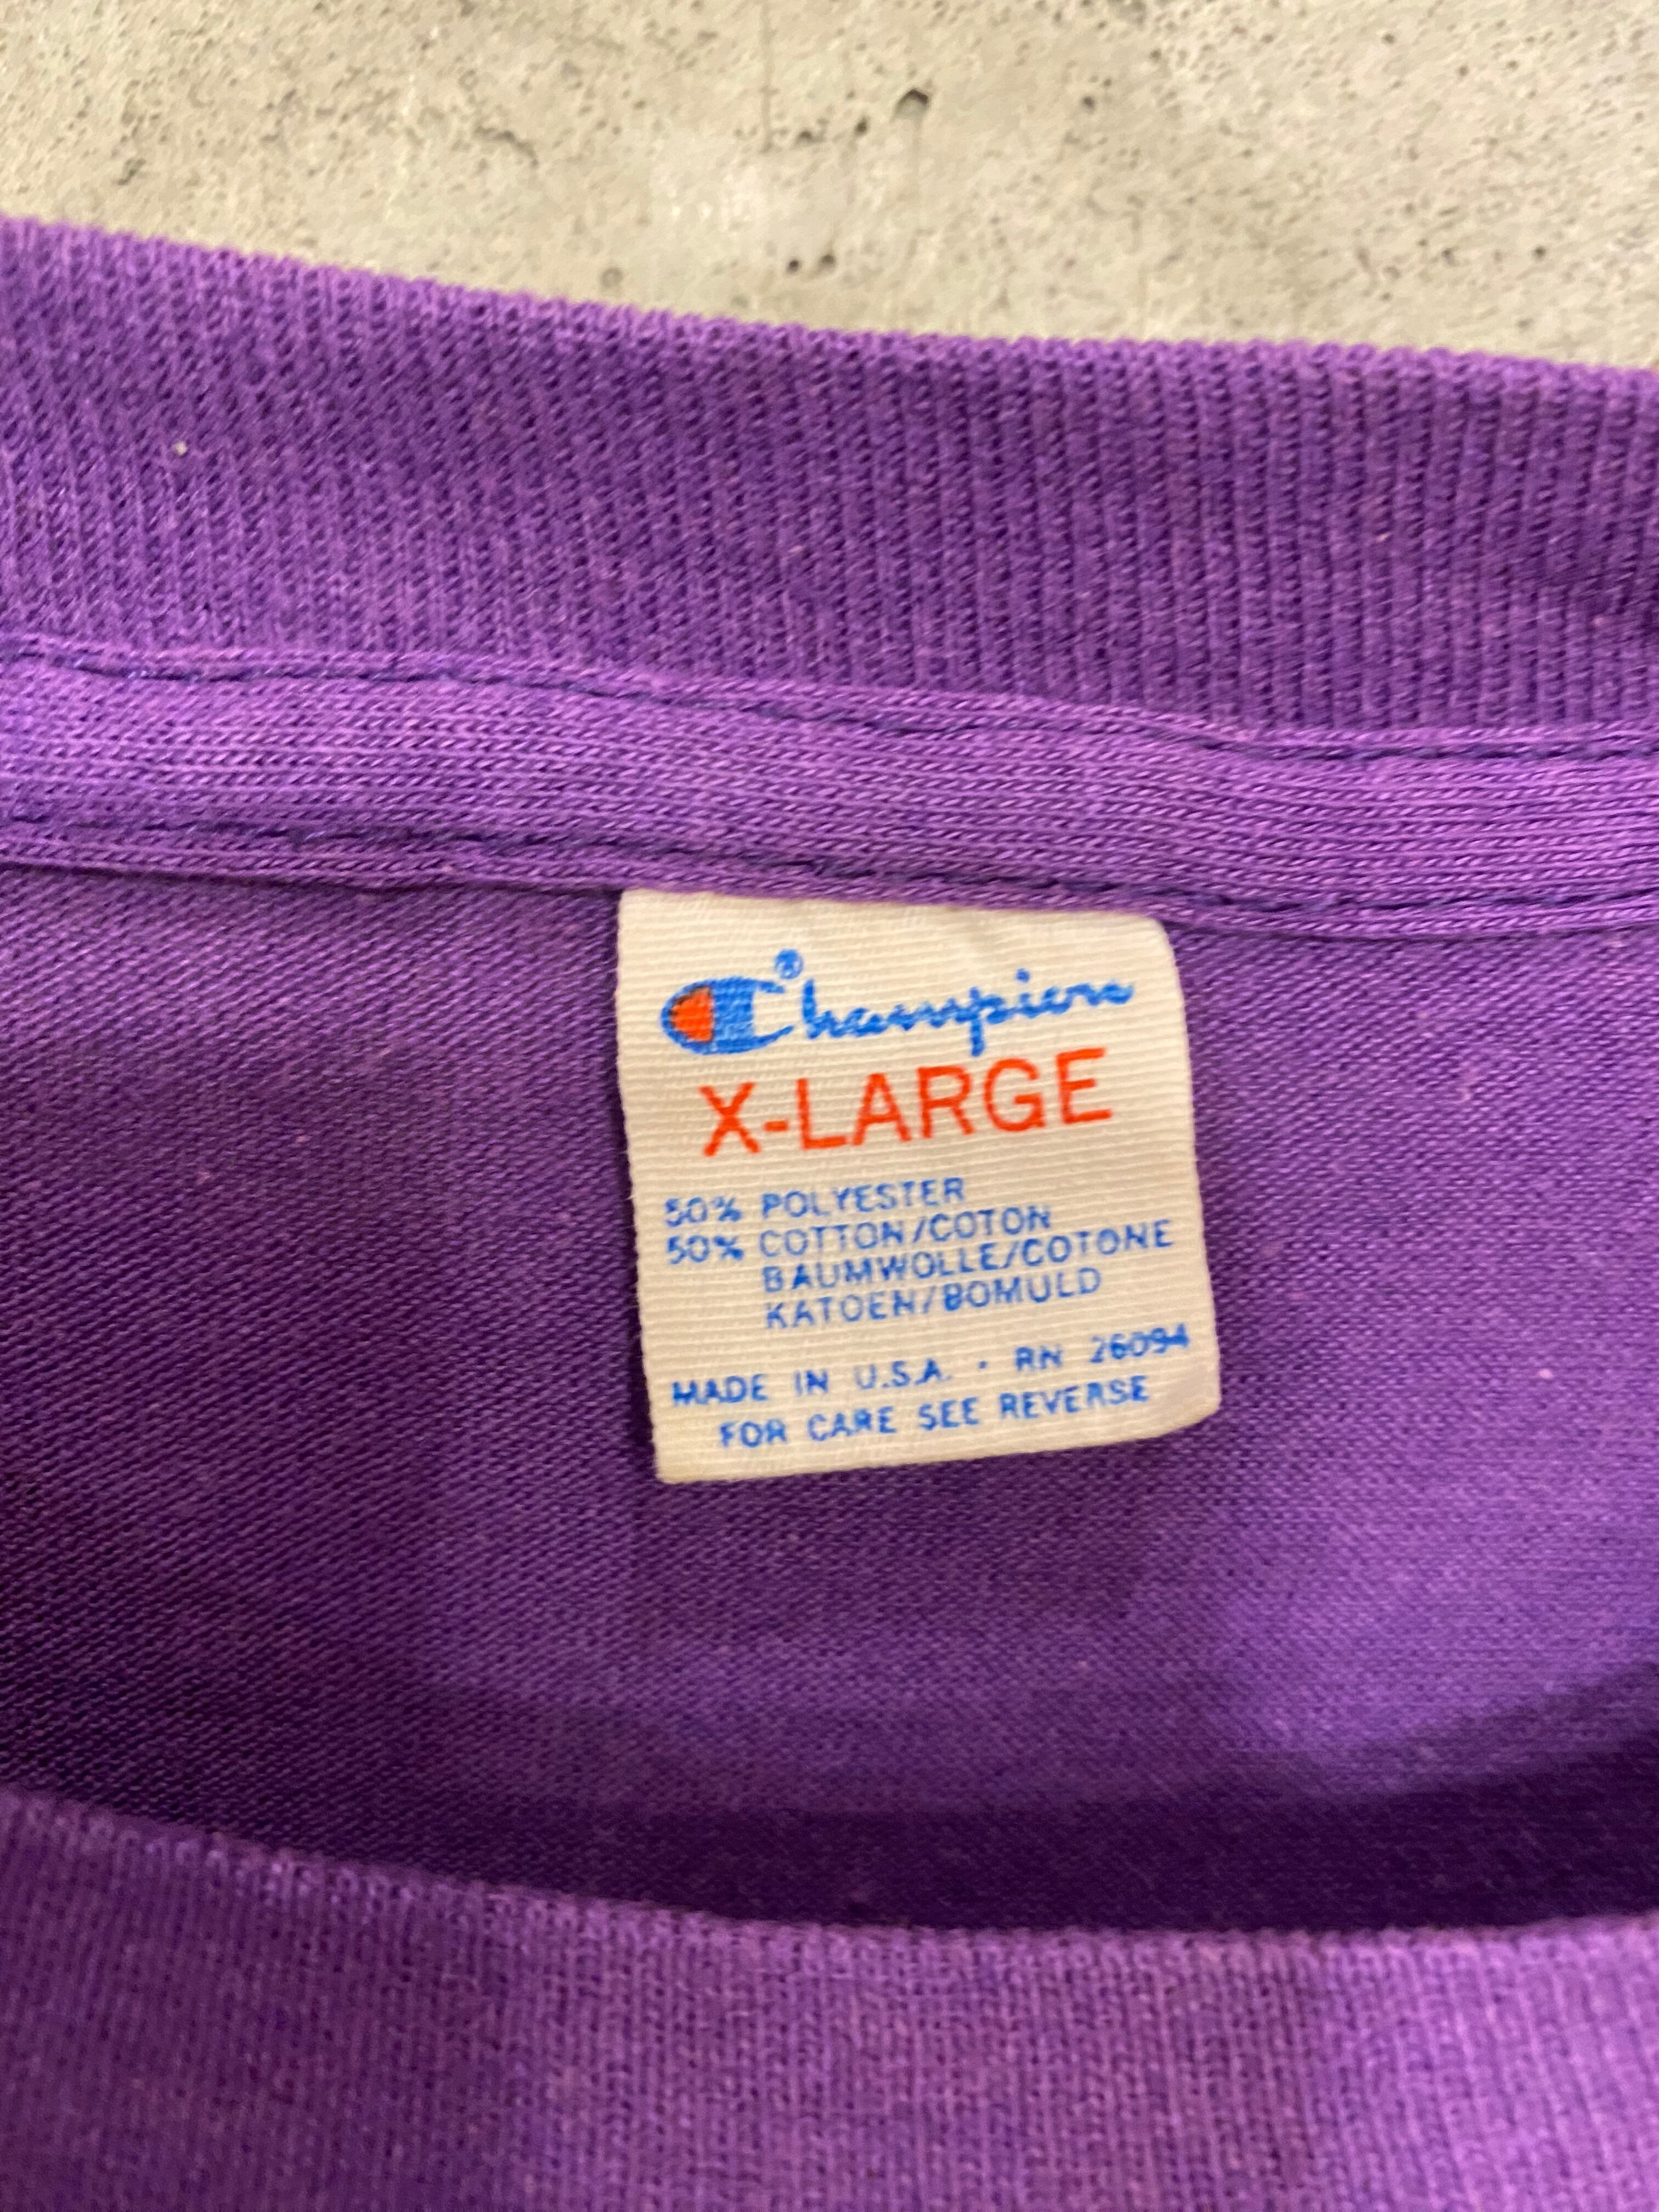 Champion®
X-LARGE
50% POLYESTER
50% COTTON/COTON
BAUMWOLLE/COTONE
KATOEN/BOMULD
MADE IN U.S.A. • RN 26094
FOR CARE SEE REVERSE